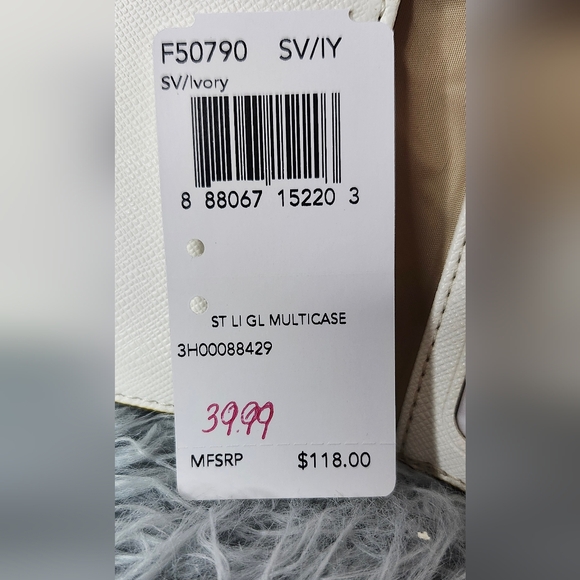 F50790 SV/IY
SV/Ivory
8 88067 15220 3
ST LI GL MULTICASE
3H00088429
39.99
MFSRP $118.00